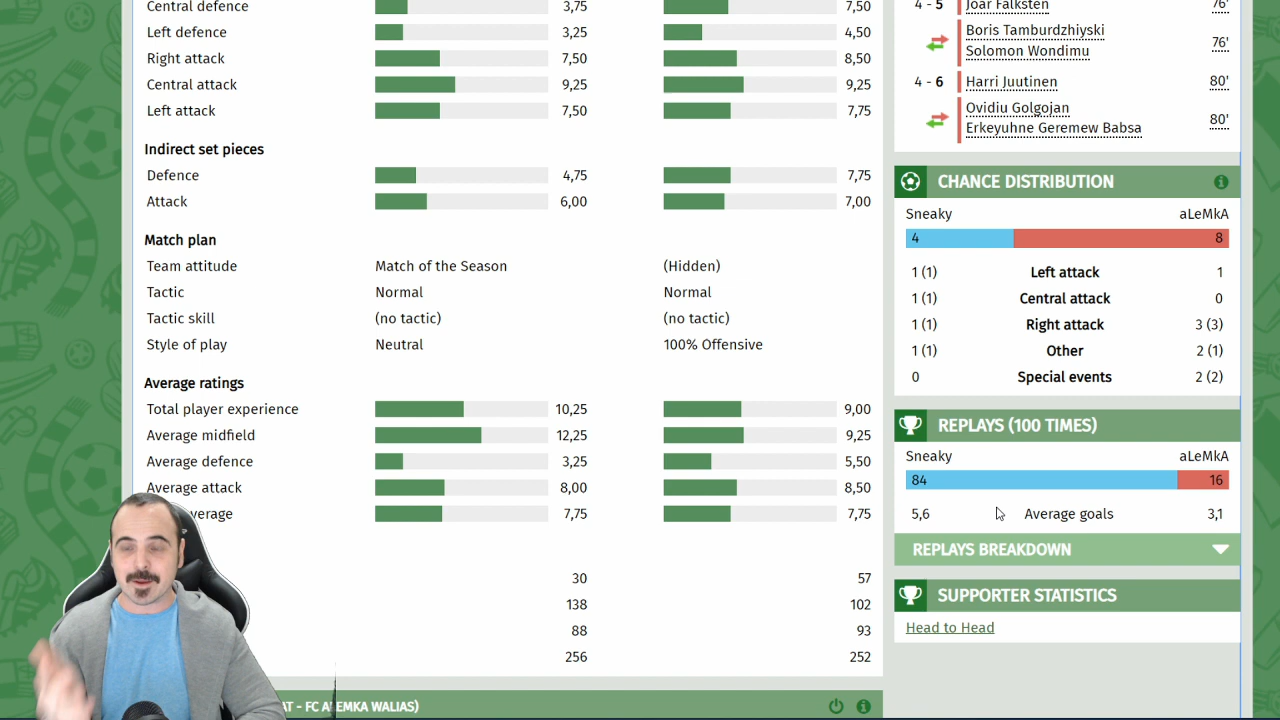 Central defence 3,75 7,50
Left defence 3,25 4,50
Right attack 7,50 8,50
Central attack 9,25 9,25
Left attack 7,50 7,75
Indirect set pieces
Defence 4,75 7,75
Attack 6,00 7,00
Match plan
Team attitude Match of the Season (Hidden)
Tactic Normal Normal
Tactic skill (no tactic) (no tactic)
Style of play Neutral 100% Offensive
Average ratings
Total player experience 10,25 9,00
Average midfield 12,25 9,25
Average defence 3,25 5,50
Average attack 8,00 8,50
7,75 7,75
30 57
138 102
88 93
256 252
WALIAS)
4 - 5 Joar Falksten 76'
Boris Tamburdzhiyski
Solomon Wondimu 76'
4 - 6 Harri Juutinen 80'
Ovidiu Golgojan
Erkeyuhne Geremew Babsa 80'
CHANCE DISTRIBUTION
Sneaky aLeMkA
4 8
1 (1) Left attack 1
1 (1) Central attack 0
1 (1) Right attack 3 (3)
1 (1) Other 2 (1)
0 Special events 2 (2)
REPLAYS (100 TIMES)
Sneaky aLeMkA
84 16
5,6 Average goals 3,1
REPLAYS BREAKDOWN
SUPPORTER STATISTICS
Head to Head